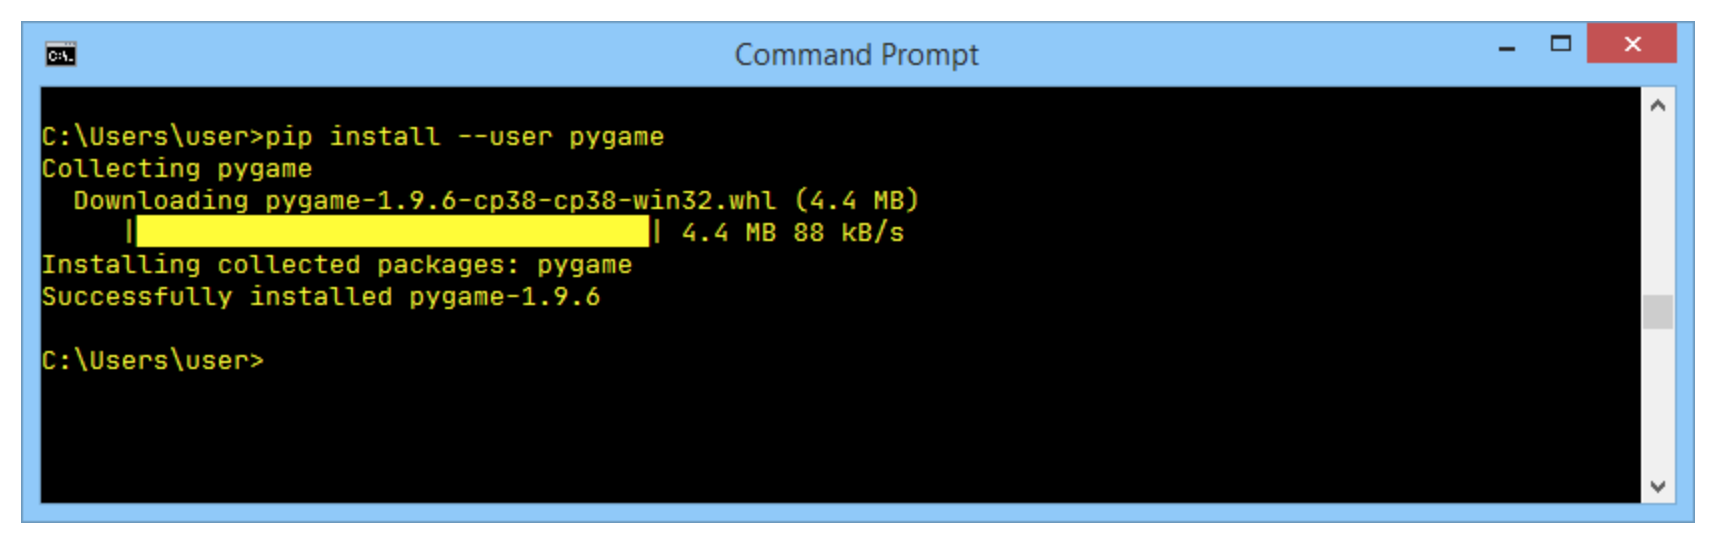 Command Prompt
C:\Users\user>pip install --user pygame
Collecting pygame
  Downloading pygame-1.9.6-cp38-cp38-win32.whl (4.4 MB)
     |████████████████████████████████| 4.4 MB 88 kB/s
Installing collected packages: pygame
Successfully installed pygame-1.9.6
C:\Users\user>